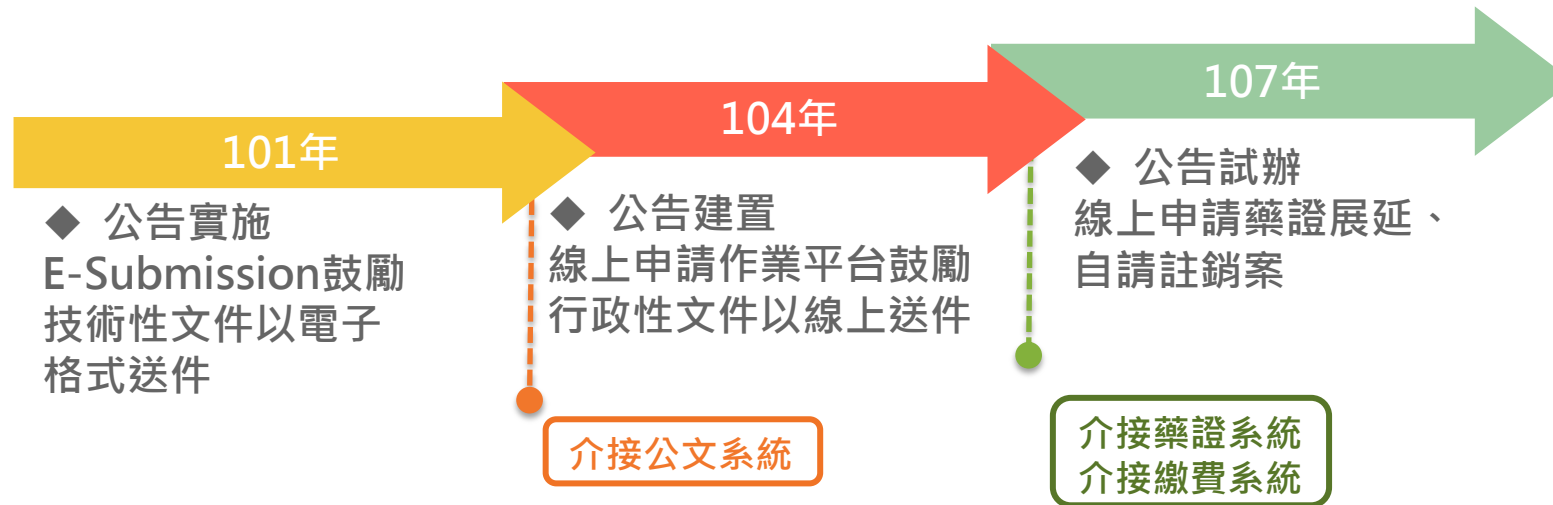 101年
◆ 公告實施
E-Submission鼓勵
技術性文件以電子
格式送件
104年
◆ 公告建置
線上申請作業平台鼓勵
行政性文件以線上送件
介接公文系統
107年
◆ 公告試辦
線上申請藥證展延、
自請註銷案
介接藥證系統
介接繳費系統